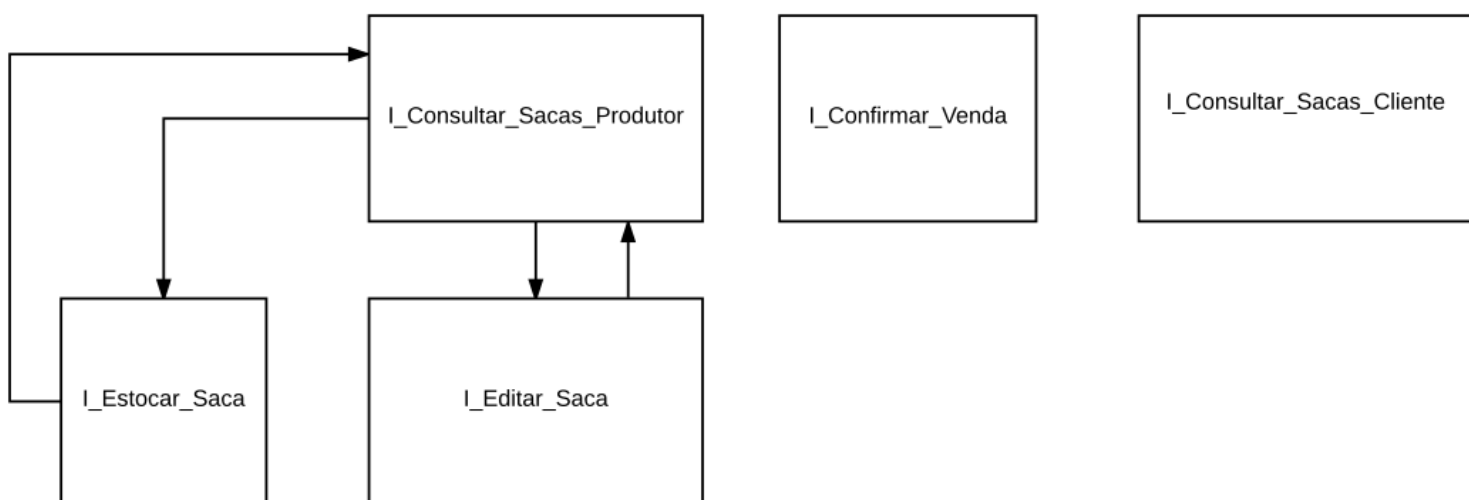 I_Consultar_Sacas_Produtor
I_Confirmar_Venda
I_Consultar_Sacas_Cliente
I_Estocar_Saca
I_Editar_Saca